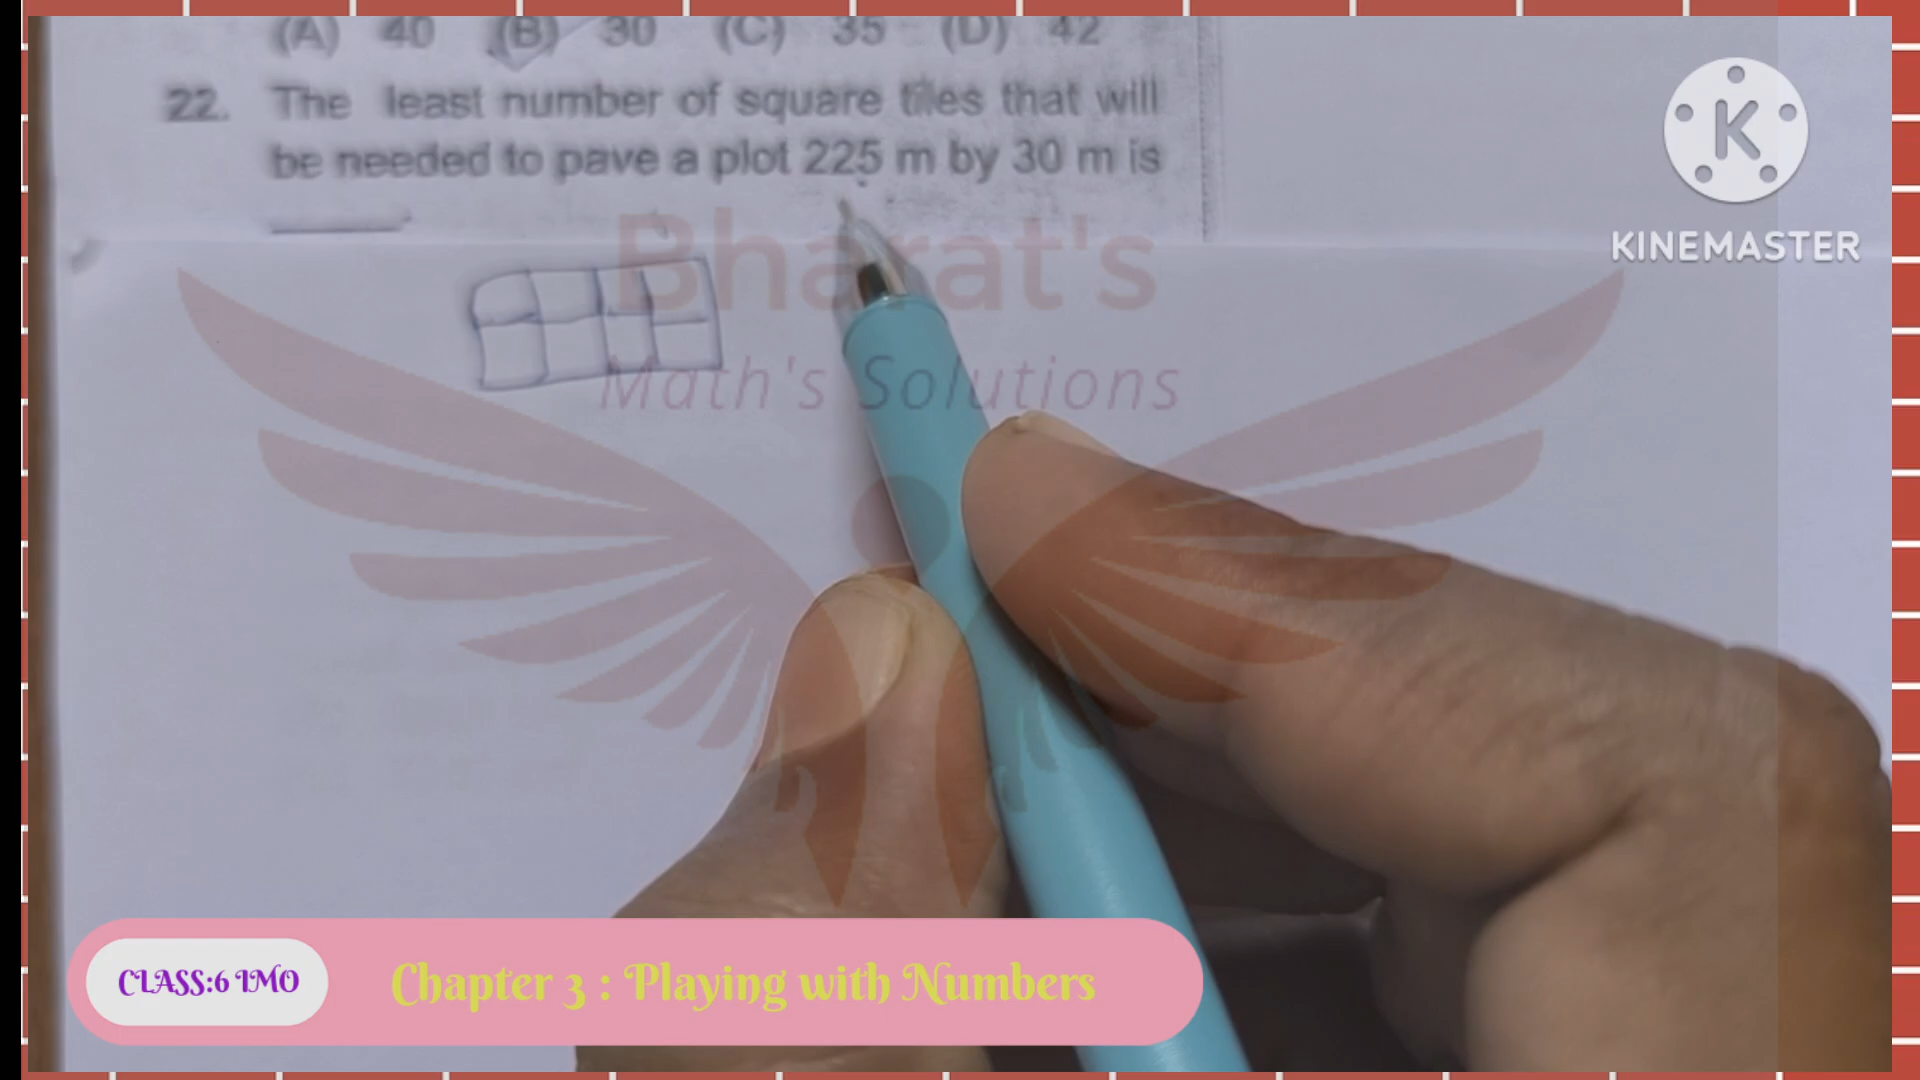 (A) 40 (B) 30 (C) 35 (D) 42
22. The least number of square tiles that will
be needed to pave a plot 225 m by 30 m is
KINEMASTER
Bharat's
Math's Solutions
CLASS:6 IMO
Chapter 3 : Playing with Numbers